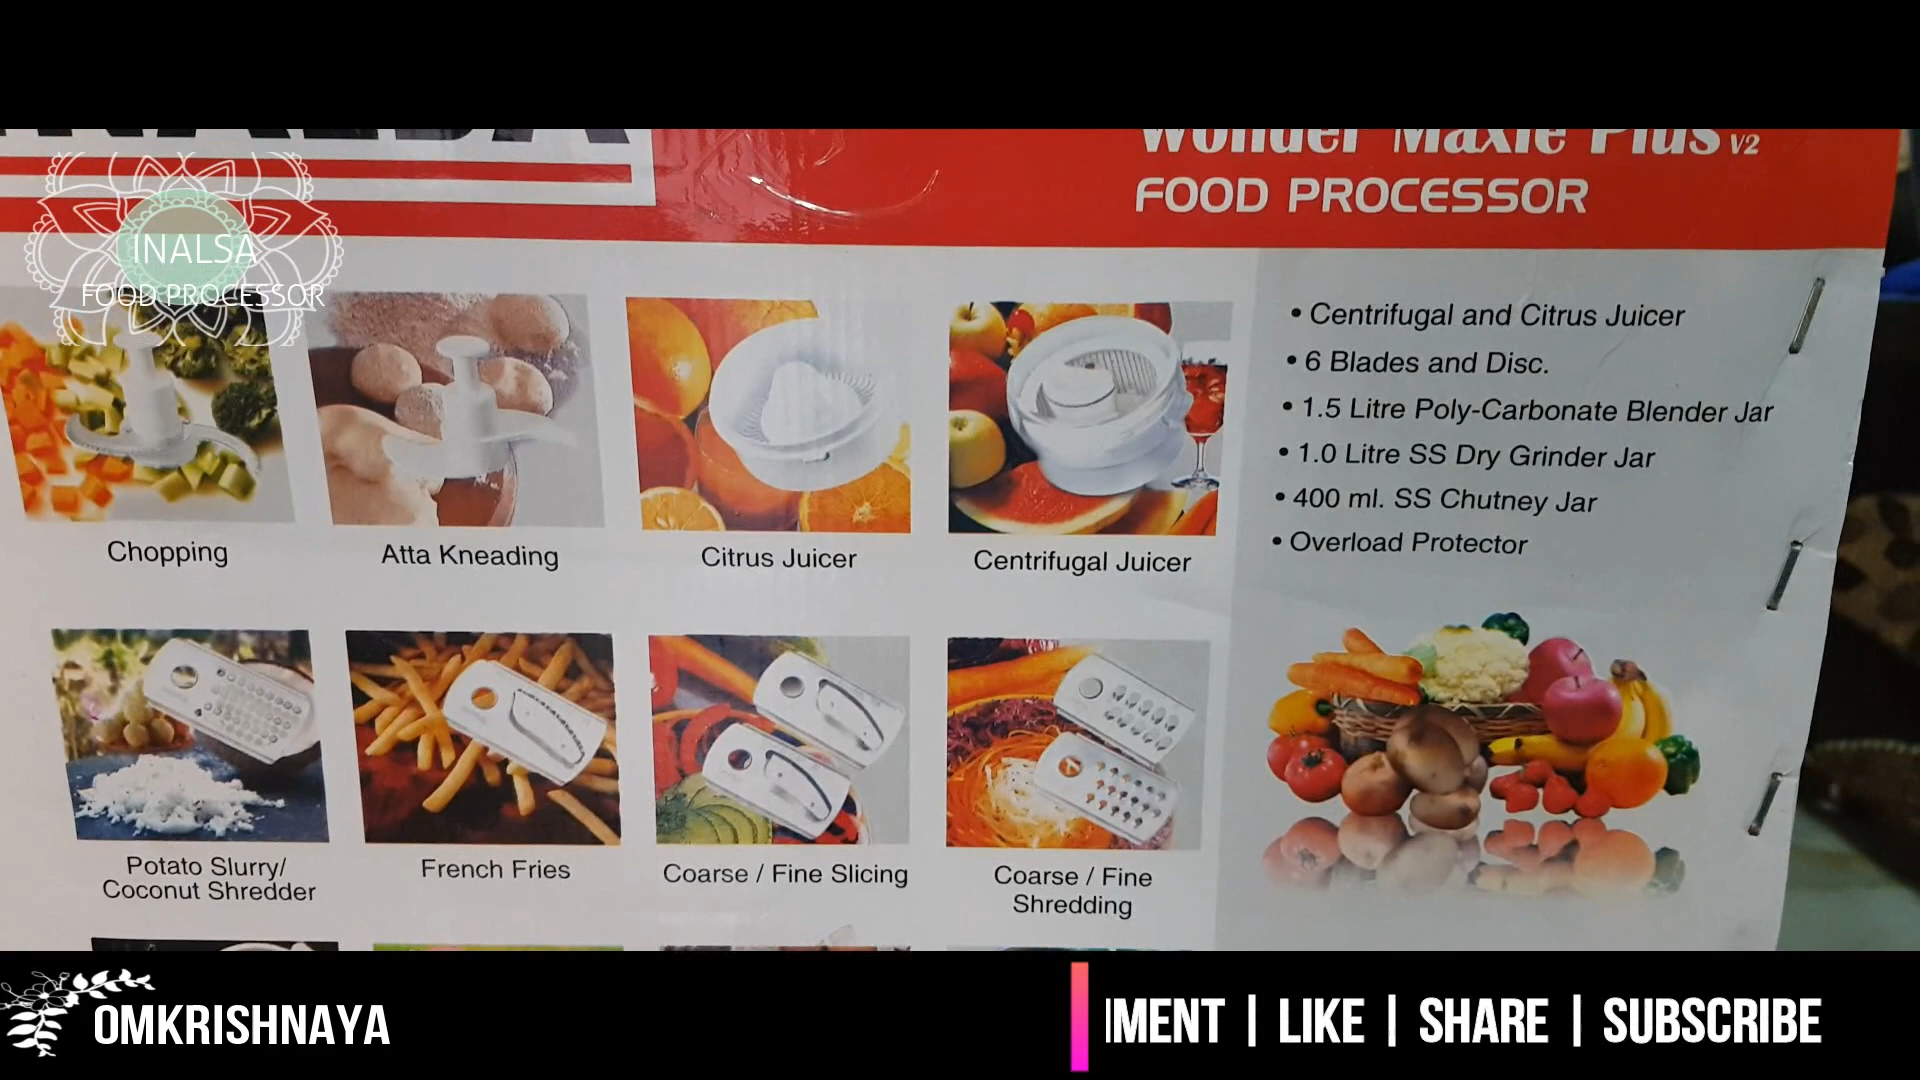 Wonder Maxie Plus V2
FOOD PROCESSOR
INALSA
FOOD PROCESSOR
• Centrifugal and Citrus Juicer
• 6 Blades and Disc.
• 1.5 Litre Poly-Carbonate Blender Jar
• 1.0 Litre SS Dry Grinder Jar
• 400 ml. SS Chutney Jar
• Overload Protector
Chopping
Atta Kneading
Citrus Juicer
Centrifugal Juicer
Potato Slurry/
Coconut Shredder
French Fries
Coarse / Fine Slicing
Coarse / Fine
Shredding
OMKRISHNAYA
MENT | LIKE | SHARE | SUBSCRIBE